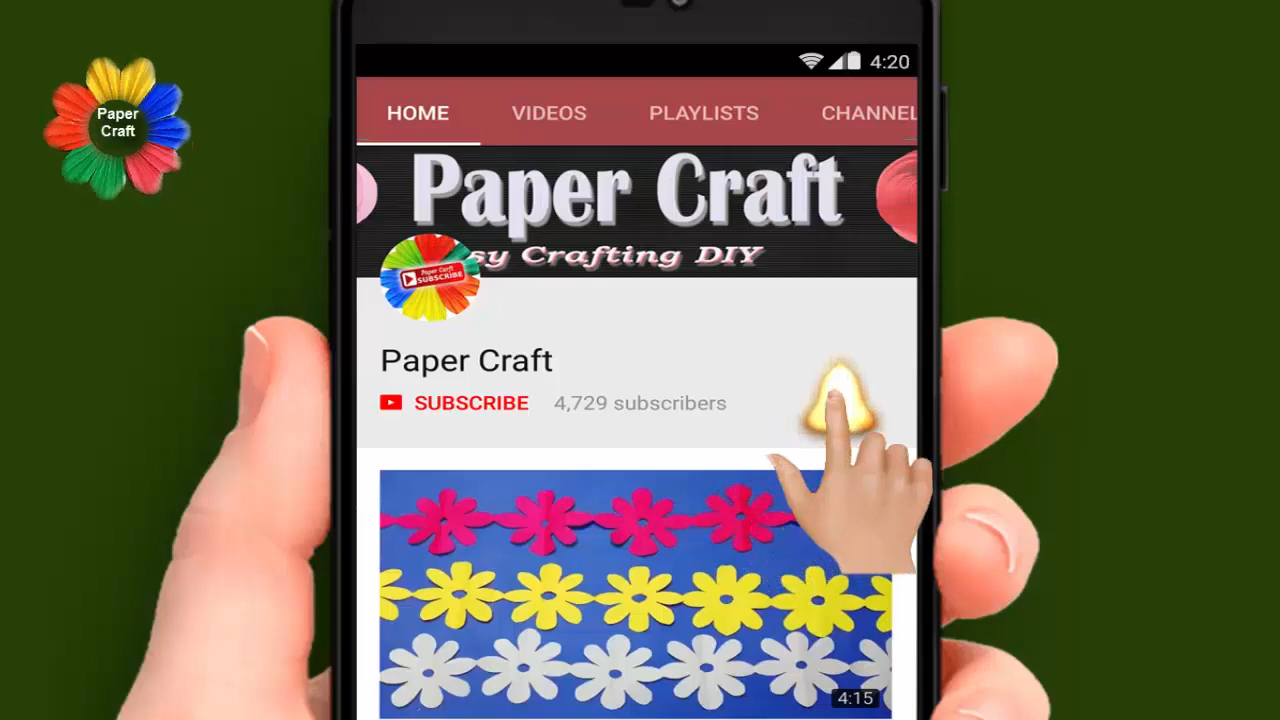 Paper
Craft
4:20
HOME VIDEOS PLAYLISTS CHANNEL
Paper Craft
sy Crafting DIY
Paper Craft
SUBSCRIBE
Paper Craft
SUBSCRIBE 4,729 subscribers
4:15